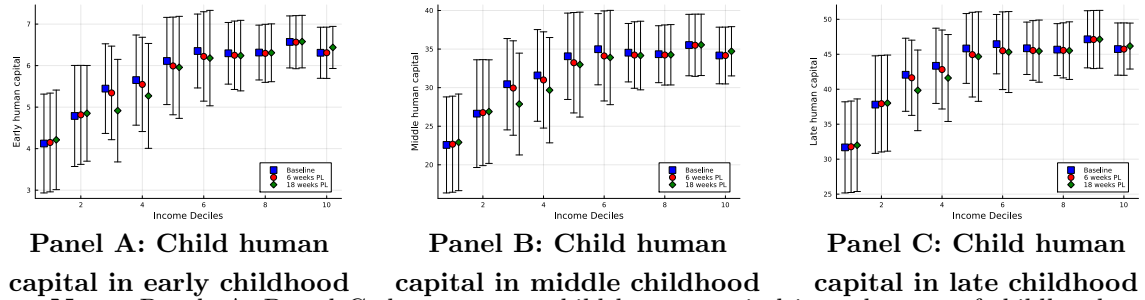 7
6
5
4
3
Early human capital
2
4
6
8
10
Income Deciles
Baseline
6 weeks PL
18 weeks PL
Panel A: Child human
capital in early childhood
40
35
30
25
20
Middle human capital
2
4
6
8
10
Income Deciles
Baseline
6 weeks PL
18 weeks PL
Panel B: Child human
capital in middle childhood
50
45
40
35
30
25
Late human capital
2
4
6
8
10
Income Deciles
Baseline
6 weeks PL
18 weeks PL
Panel C: Child human
capital in late childhood